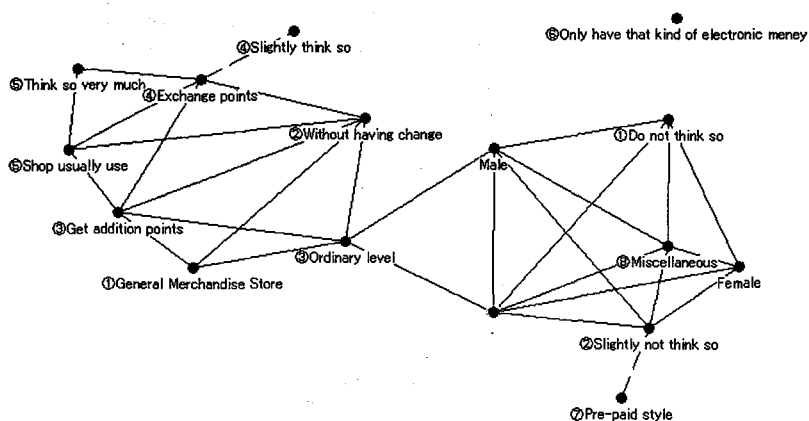 ④Slightly think so
⑥Only have that kind of electronic meney
⑤Think so very much
④Exchange points
②Without having change
①Do not think so
⑤Shop usually use
Male
③Get addition points
③Ordinary level
⑧Miscellaneous
①General Merchandise Store
Female
②Slightly not think so
⑦Pre-paid style